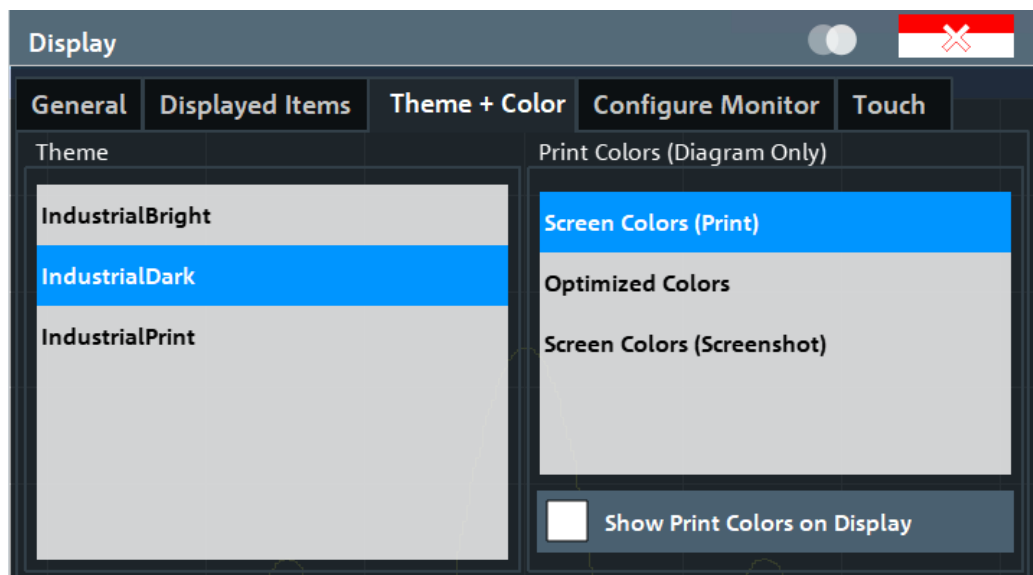 Display
General
Displayed Items
Theme + Color
Configure Monitor
Touch
Theme
IndustrialBright
IndustrialDark
IndustrialPrint
Print Colors (Diagram Only)
Screen Colors (Print)
Optimized Colors
Screen Colors (Screenshot)
Show Print Colors on Display